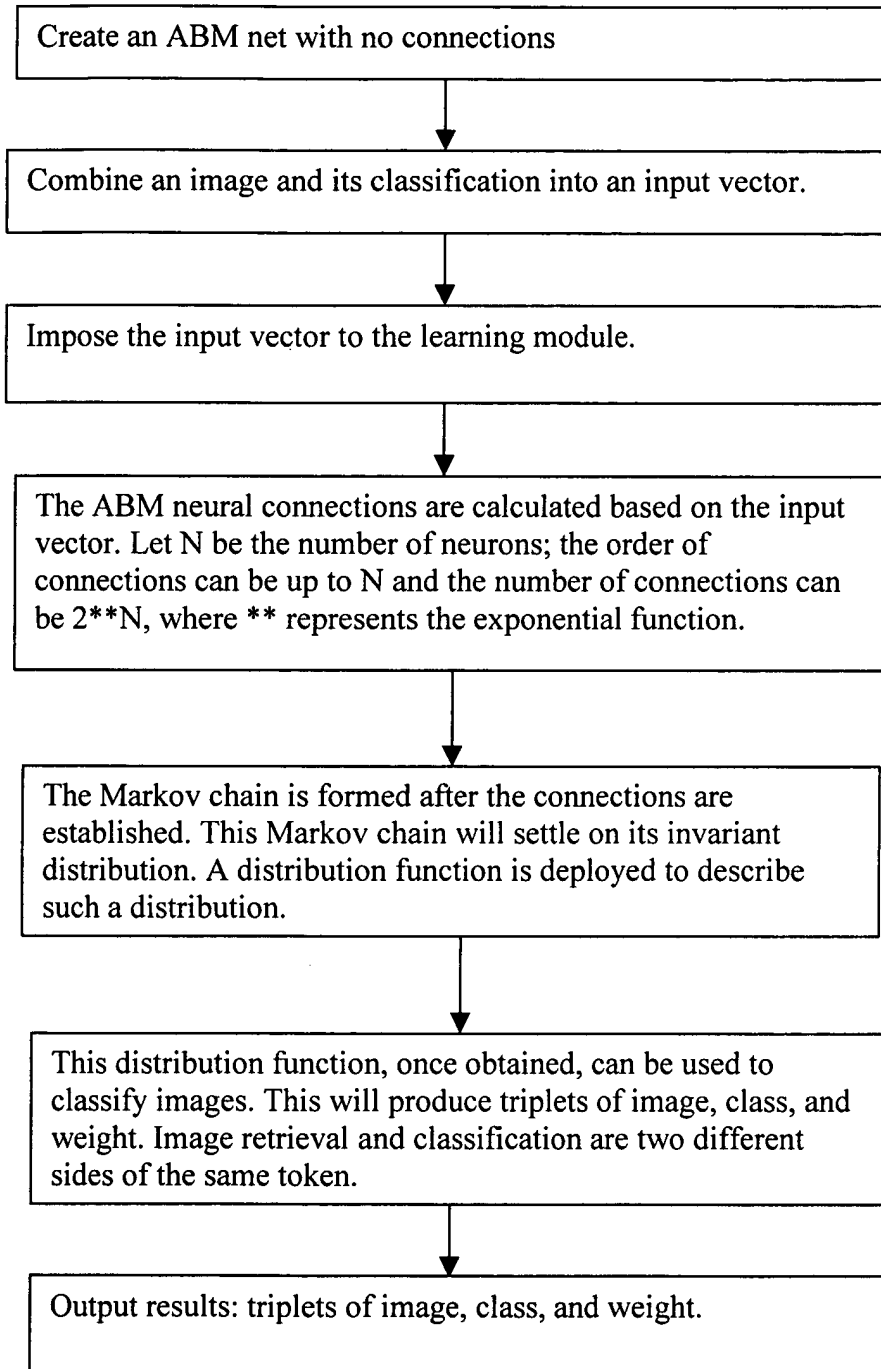 Create an ABM net with no connections
Combine an image and its classification into an input vector.
Impose the input vector to the learning module.
The ABM neural connections are calculated based on the input
vector. Let N be the number of neurons; the order of
connections can be up to N and the number of connections can
be 2**N, where ** represents the exponential function.
The Markov chain is formed after the connections are
established. This Markov chain will settle on its invariant
distribution. A distribution function is deployed to describe
such a distribution.
This distribution function, once obtained, can be used to
classify images. This will produce triplets of image, class, and
weight. Image retrieval and classification are two different
sides of the same token.
Output results: triplets of image, class, and weight.